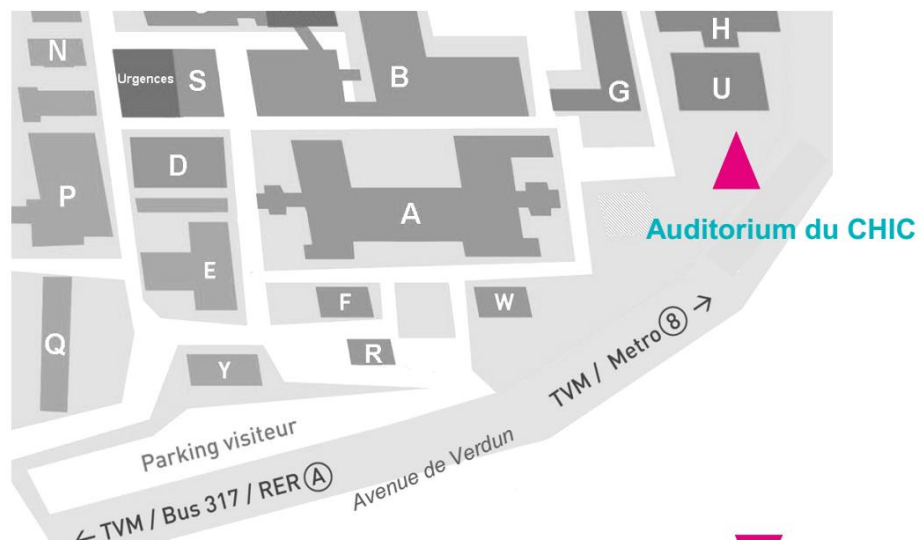 H
N
Urgences
S
B
G
U
D
P
A
Auditorium du CHIC
E
F
W
Q
R
Y
TVM / Metro 8 →
Parking visiteur
Avenue de Verdun
← TVM / Bus 317 / RER A